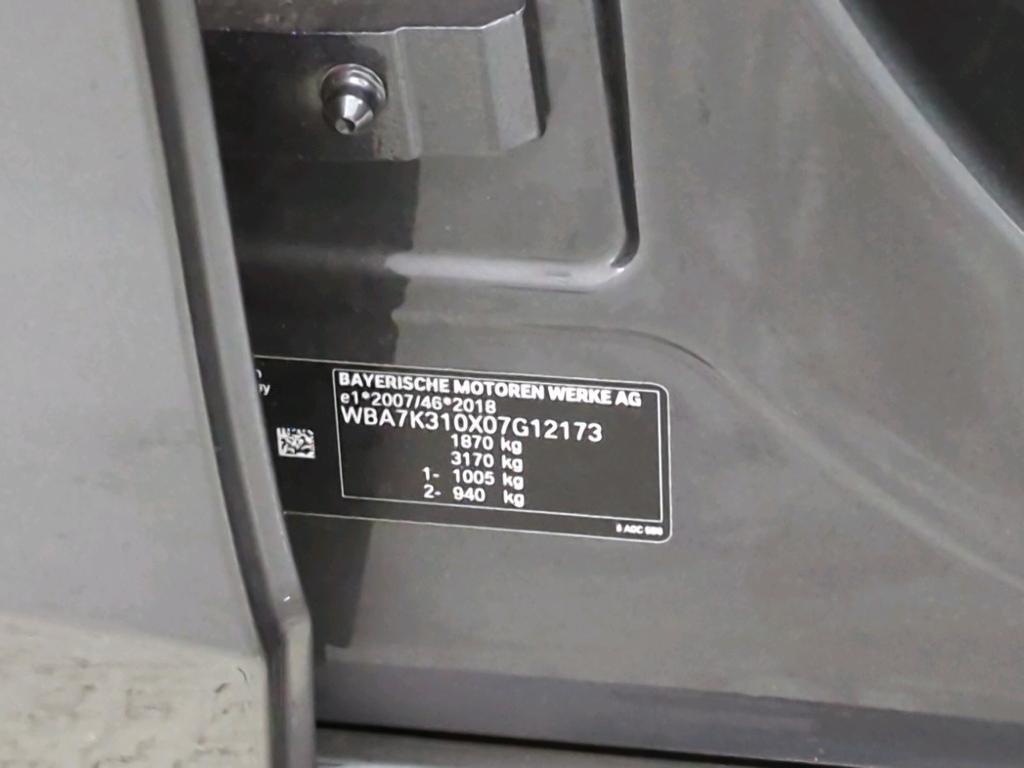 BAYERISCHE MOTOREN WERKE AG
e1*2007/46*2018
WBA7K310X07G12173
1870 kg
3170 kg
1- 1005 kg
2- 940 kg